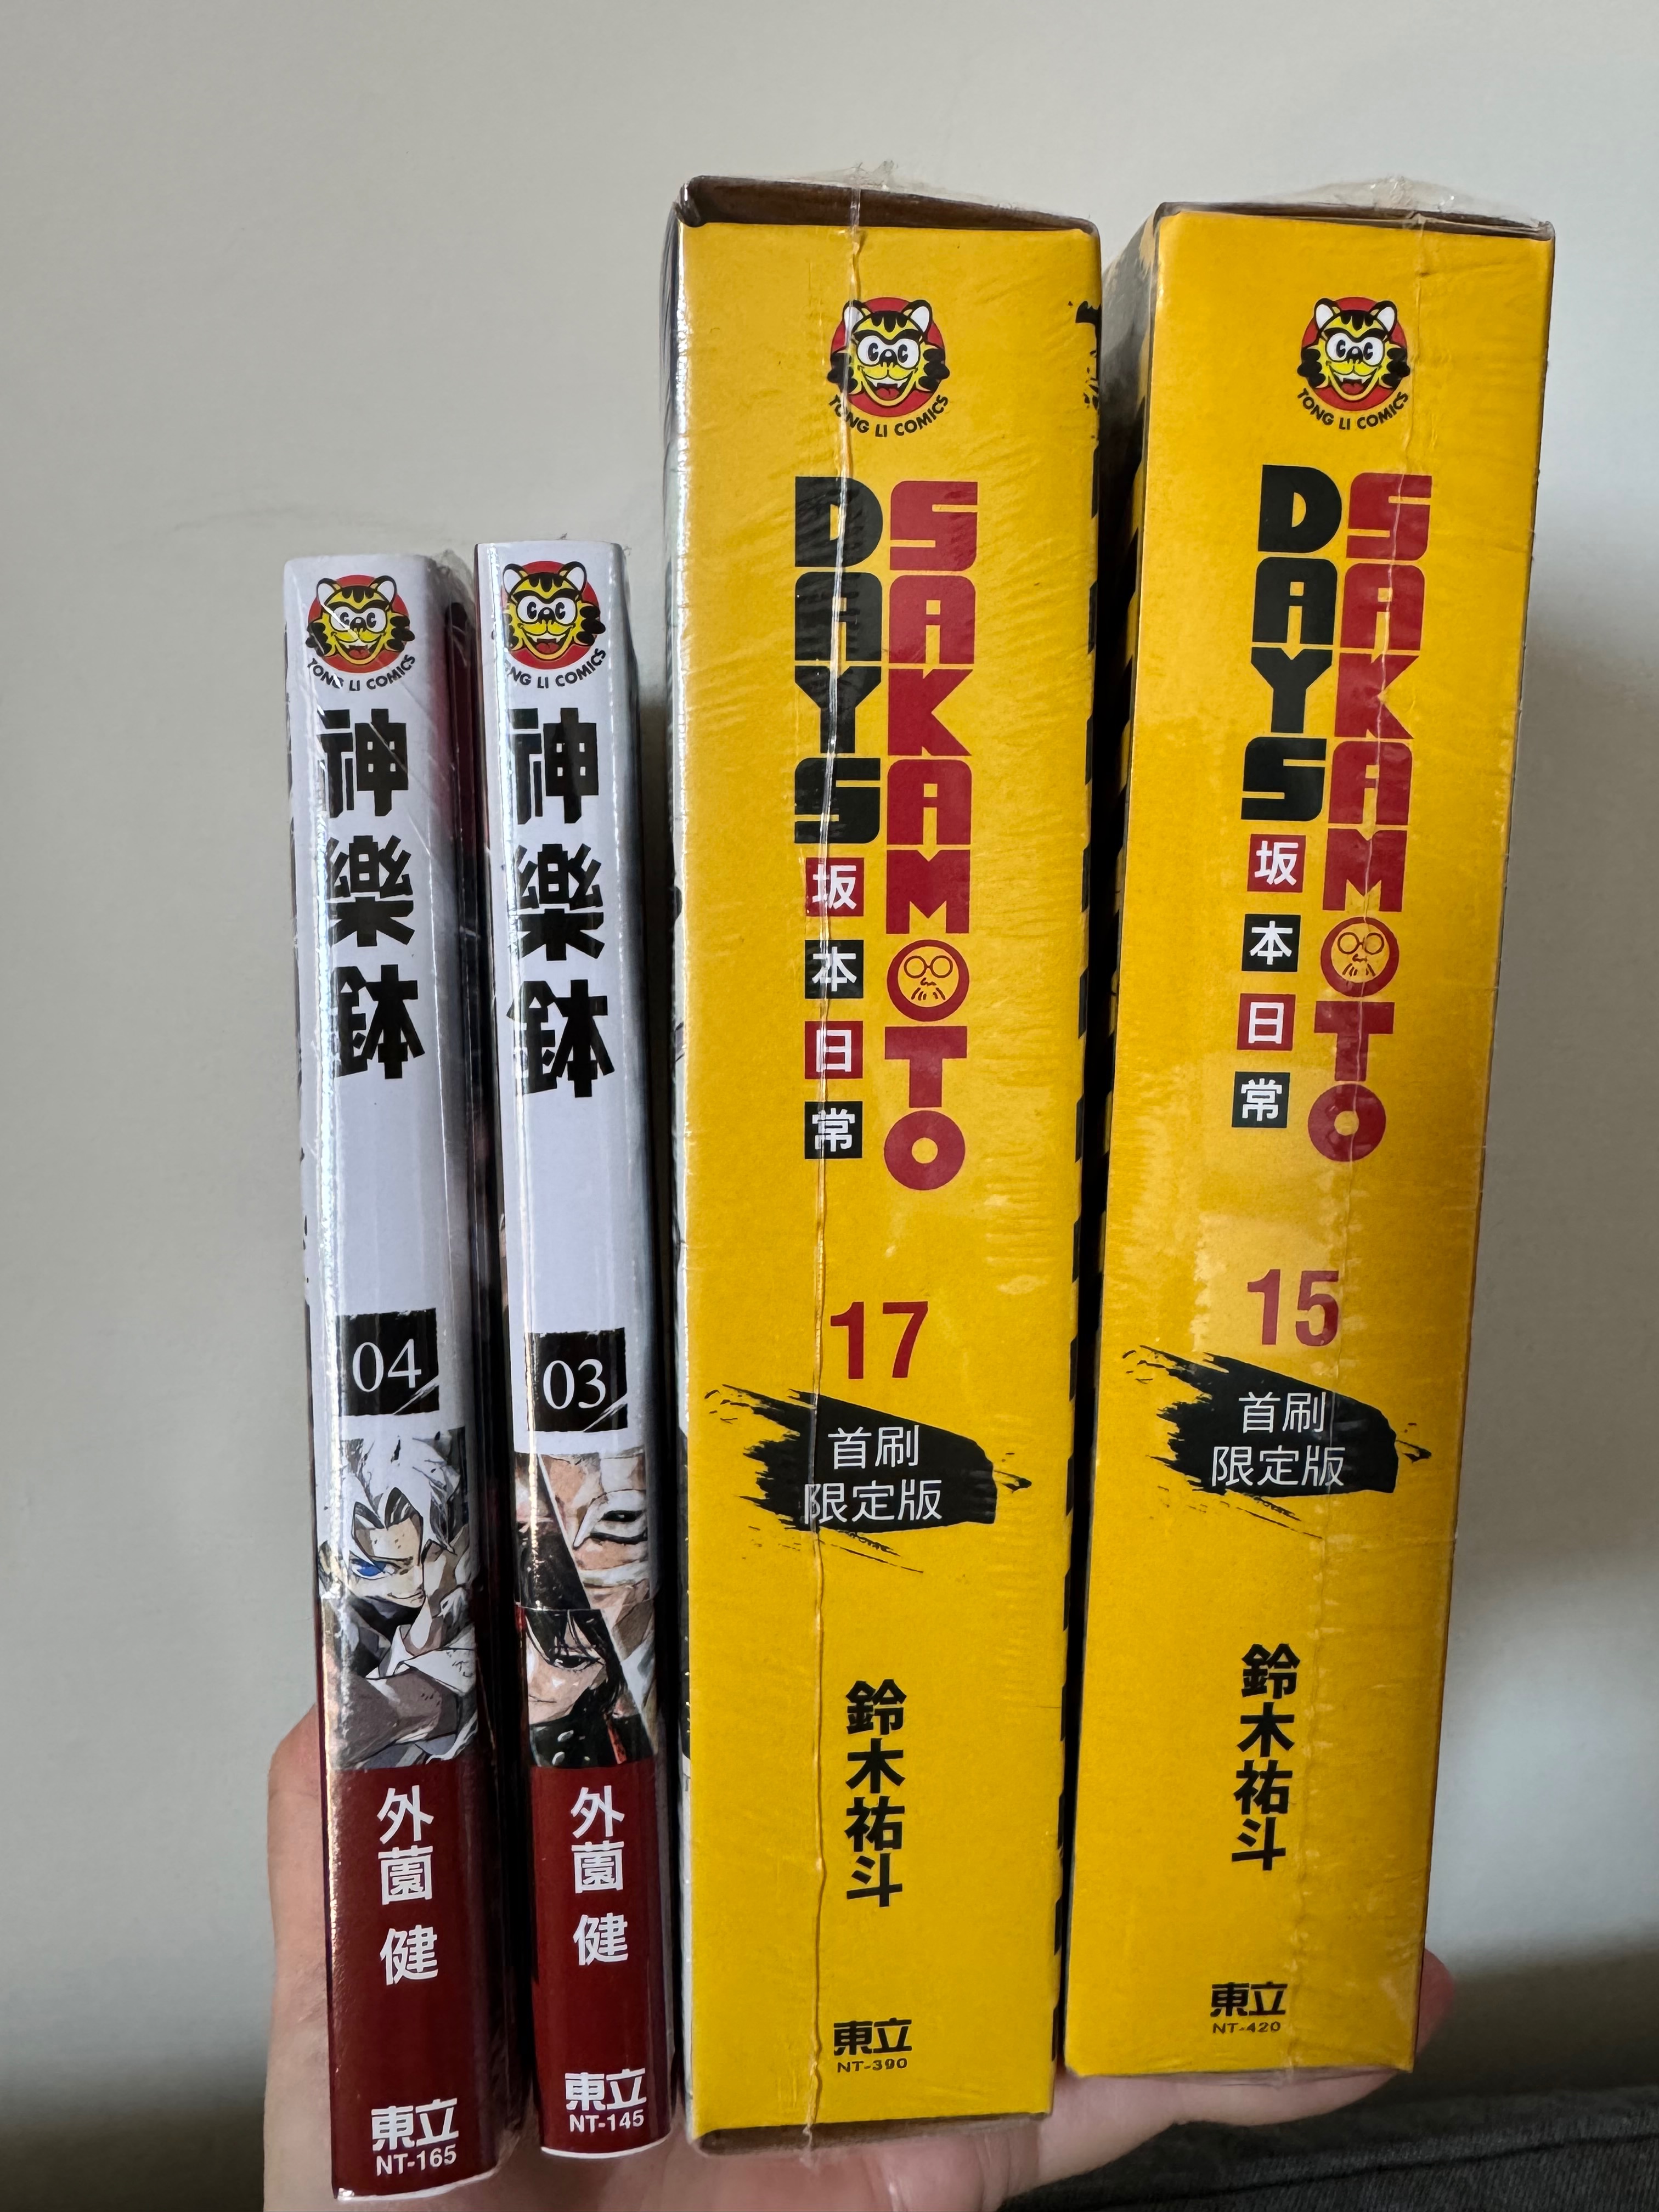 TONG LI COMICS
神樂鉢
04
外薗 健
東立
NT-165
TONG LI COMICS
神樂鉢
03
外薗 健
東立
NT-145
TONG LI COMICS
SAKAMOTO
DAYS
坂本日常
17
首刷
限定版
鈴木祐斗
東立
NT-390
TONG LI COMICS
SAKAMOTO
DAYS
坂本日常
15
首刷
限定版
鈴木祐斗
東立
NT-420